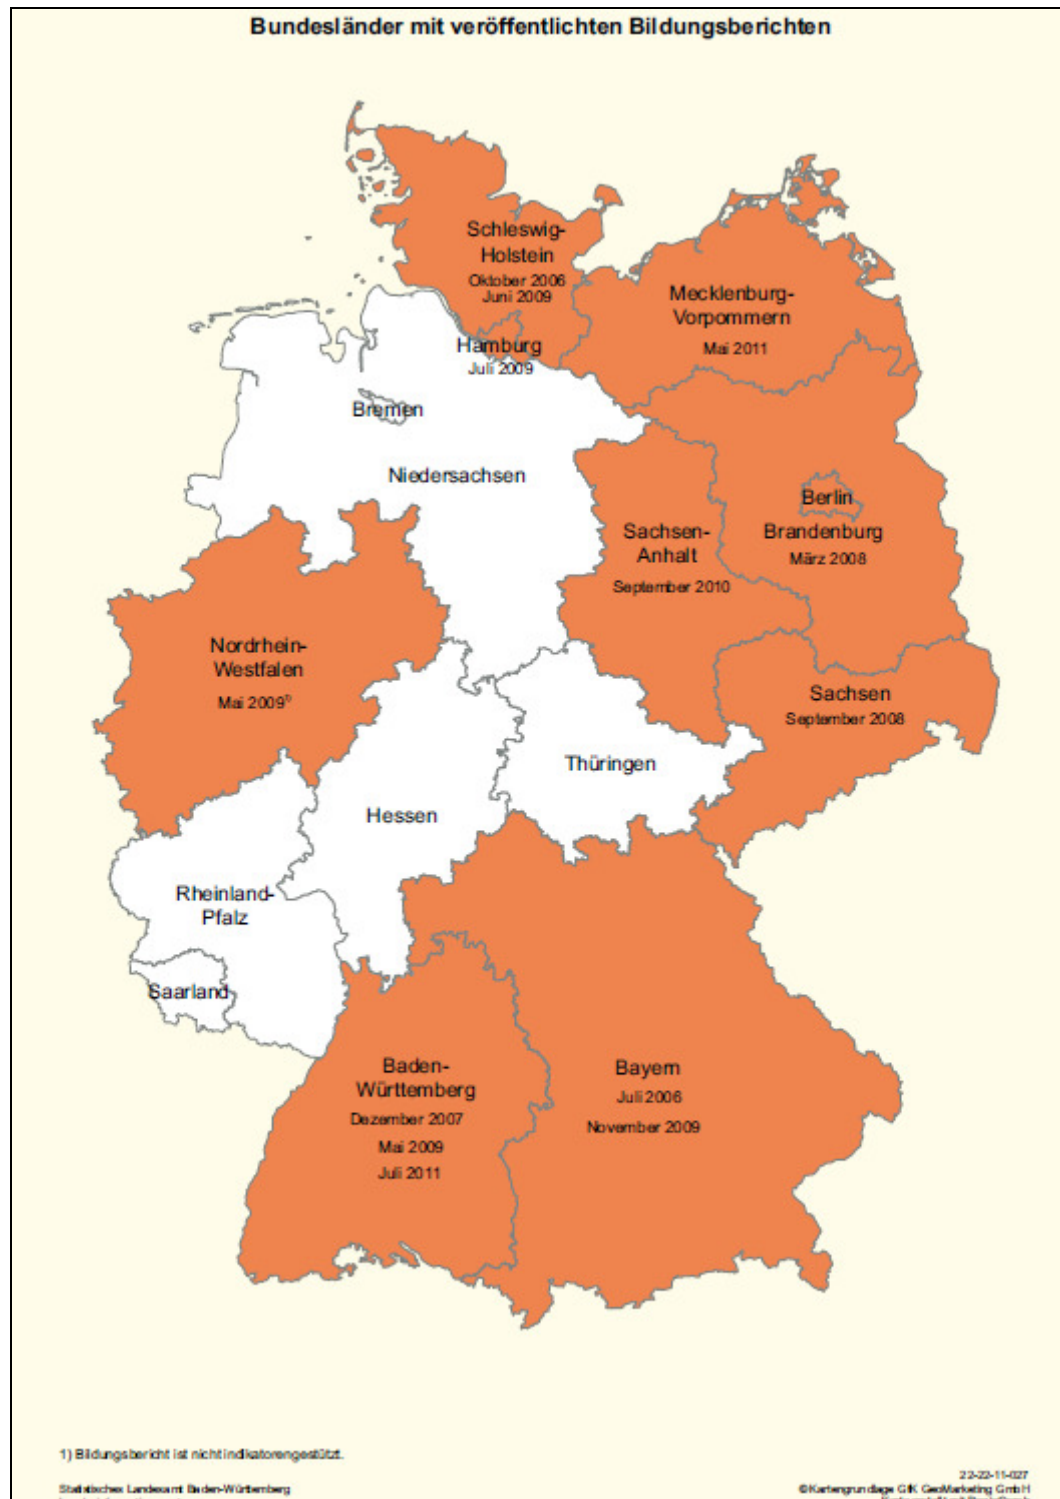 Bundesländer mit veröffentlichten Bildungsberichten
Schleswig-
Holstein
Oktober 2006
Juni 2009
Mecklenburg-
Vorpommern
Mai 2011
Hamburg
Juli 2009
Bremen
Niedersachsen
Berlin
Brandenburg
März 2008
Sachsen-
Anhalt
September 2010
Nordrhein-
Westfalen
Mai 2009¹⁾
Sachsen
September 2008
Thüringen
Hessen
Rheinland-
Pfalz
Saarland
Baden-
Württemberg
Dezember 2007
Mai 2009
Juli 2011
Bayern
Juli 2006
November 2009
1) Bildungsbericht ist nicht indikatorengestützt.
22-22-11-027
Statistisches Landesamt Baden-Württemberg
©Kartengrundlage GfK GeoMarketing GmbH